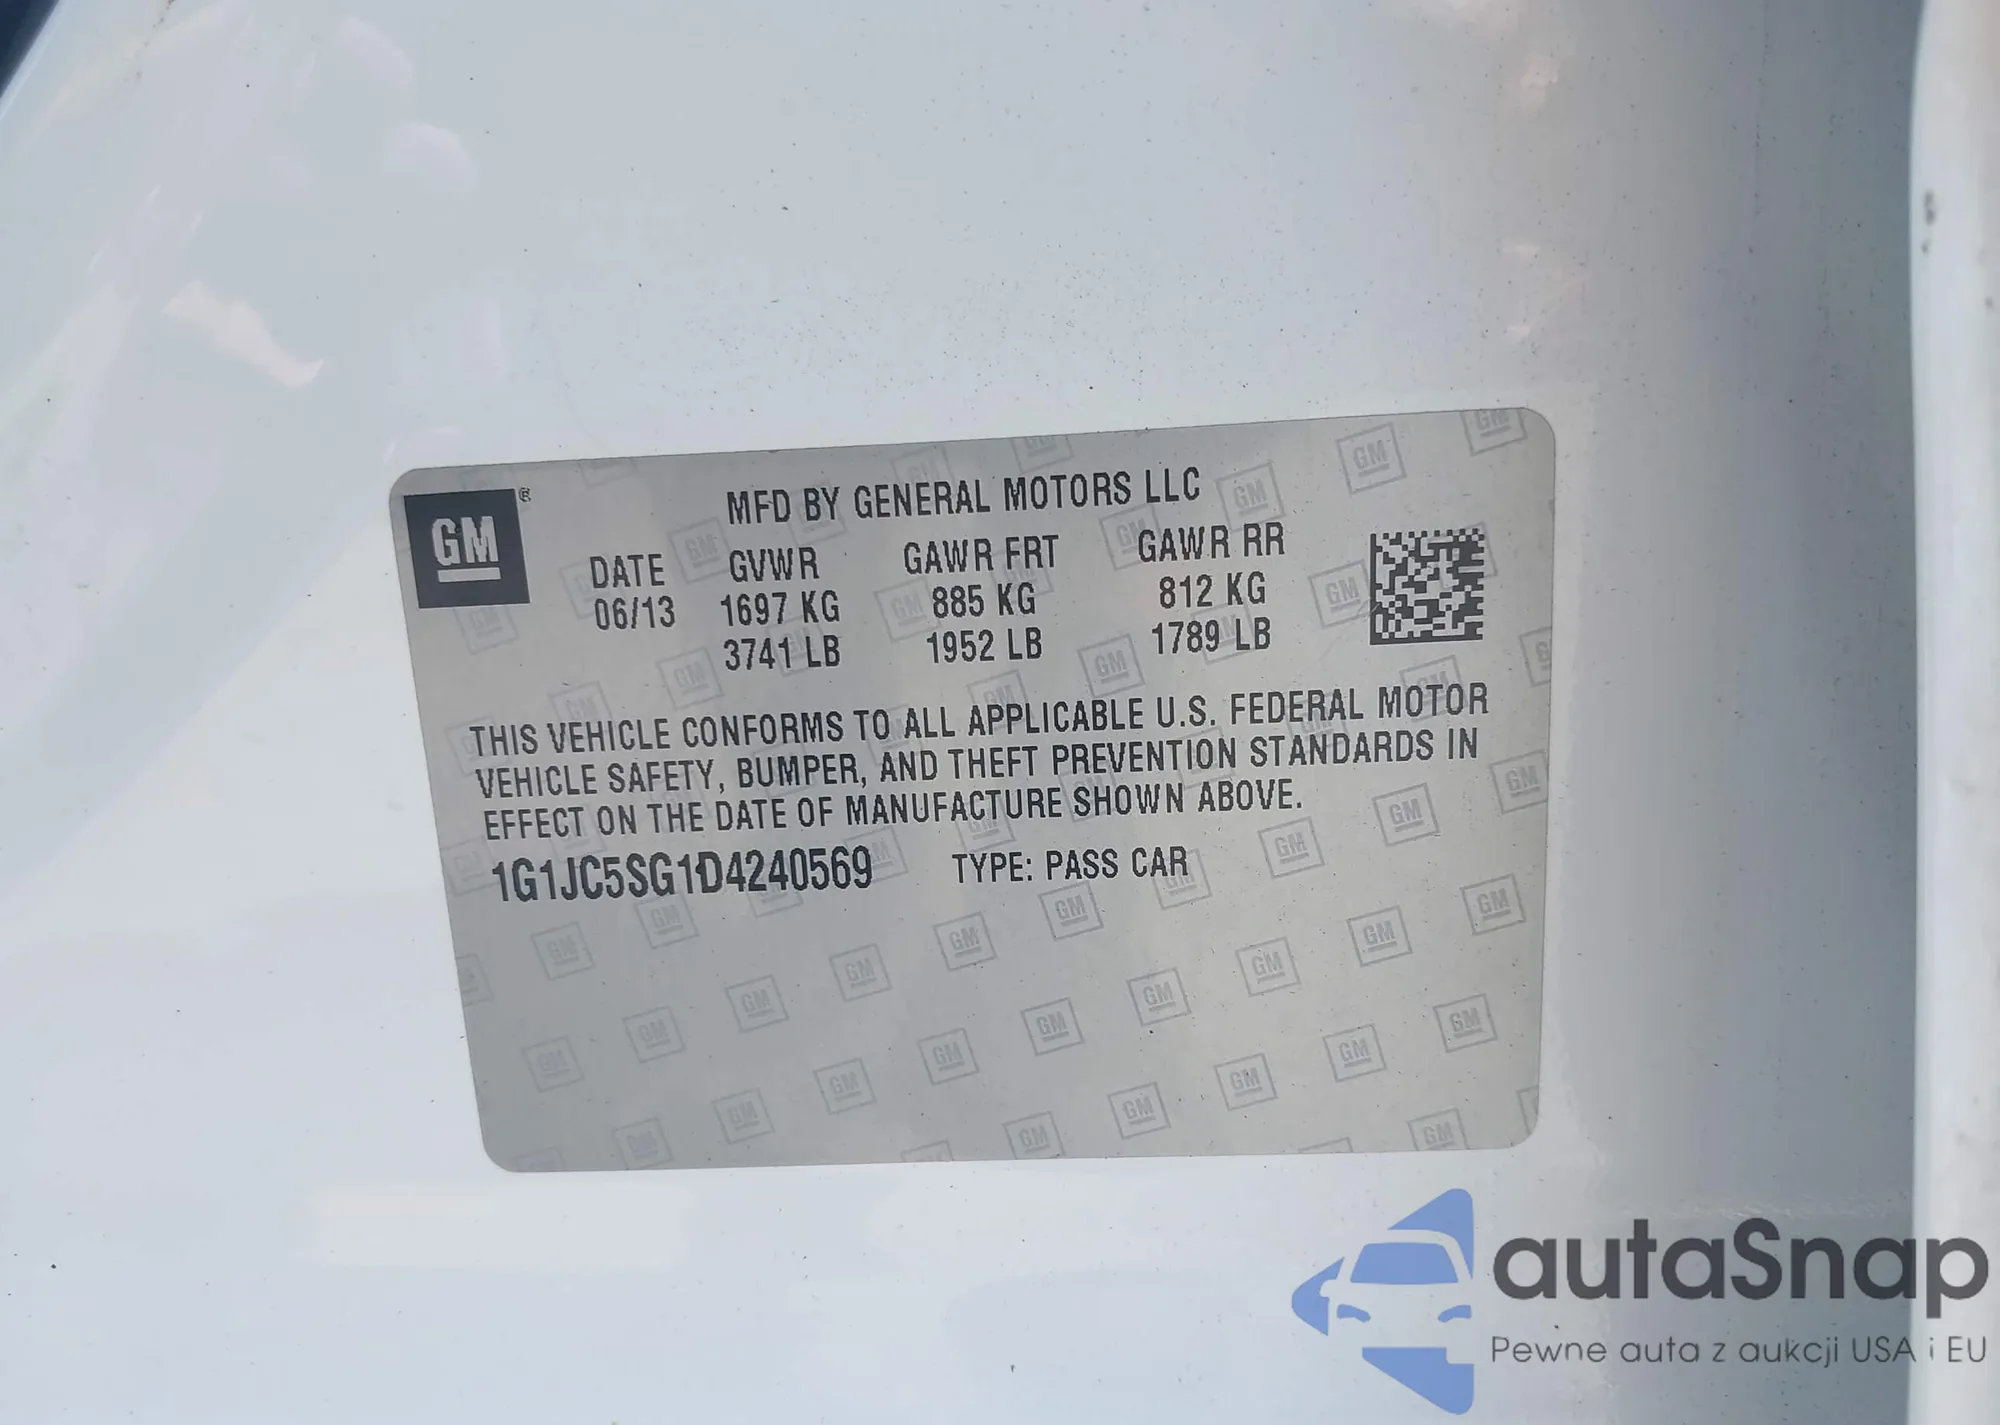 GM ®
MFD BY GENERAL MOTORS LLC
DATE GVWR GAWR FRT GAWR RR
06/13 1697 KG 885 KG 812 KG
3741 LB 1952 LB 1789 LB
THIS VEHICLE CONFORMS TO ALL APPLICABLE U.S. FEDERAL MOTOR
VEHICLE SAFETY, BUMPER, AND THEFT PREVENTION STANDARDS IN
EFFECT ON THE DATE OF MANUFACTURE SHOWN ABOVE.
1G1JC5SG1D4240569 TYPE: PASS CAR
autaSnap
Pewne auta z aukcji USA i EU